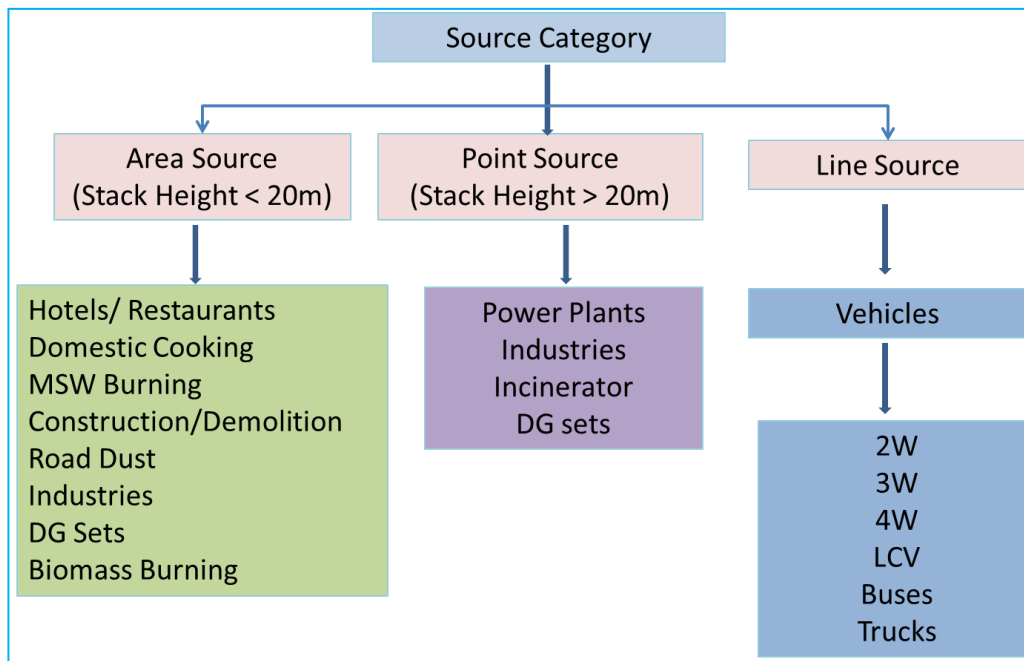 Source Category
Area Source
(Stack Height < 20m)
Point Source
(Stack Height > 20m)
Line Source
Hotels/ Restaurants
Domestic Cooking
MSW Burning
Construction/Demolition
Road Dust
Industries
DG Sets
Biomass Burning
Power Plants
Industries
Incinerator
DG sets
Vehicles
2W
3W
4W
LCV
Buses
Trucks